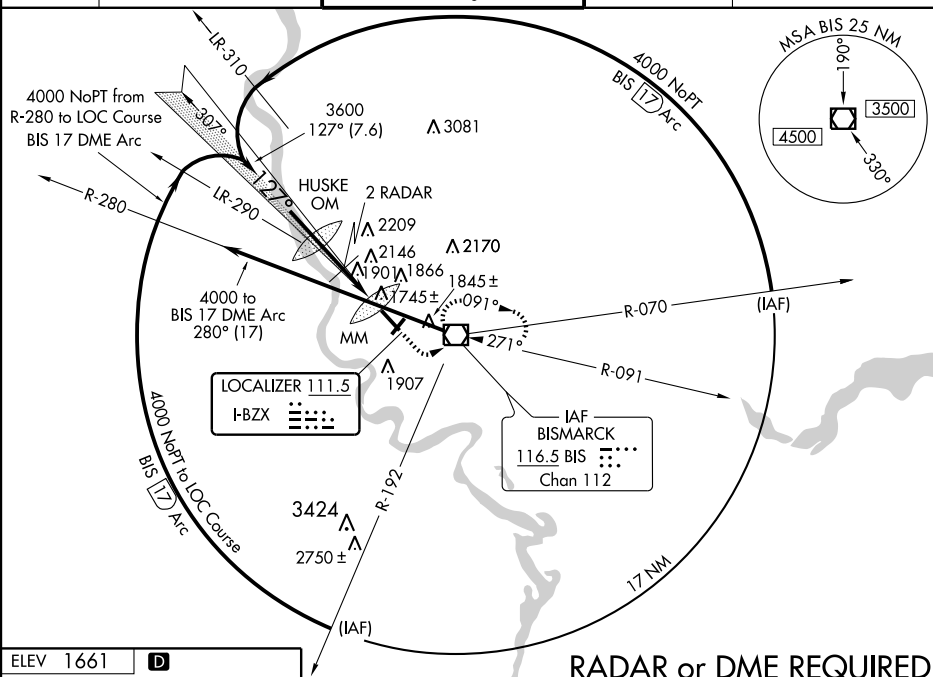 LR-310
4000 NoPT
BIS 17 Arc
MSA BIS 25 NM
190°
3500
4500
330°
4000 NoPT from
R-280 to LOC Course
BIS 17 DME Arc
307°
3600
127° (7.6)
3081
127°
HUSKE
OM
2 RADAR
R-280
LR-290
2209
2146
2170
1901
1866
1745±
1845±
091°
4000 to
BIS 17 DME Arc
280° (17)
MM
271°
R-070
(IAF)
R-091
1907
LOCALIZER 111.5
I-BZX
IAF
BISMARCK
116.5 BIS
Chan 112
4000 NoPT to LOC Course
BIS 17 Arc
R-192
3424
2750 ±
17 NM
(IAF)
ELEV 1661 D
RADAR or DME REQUIRED